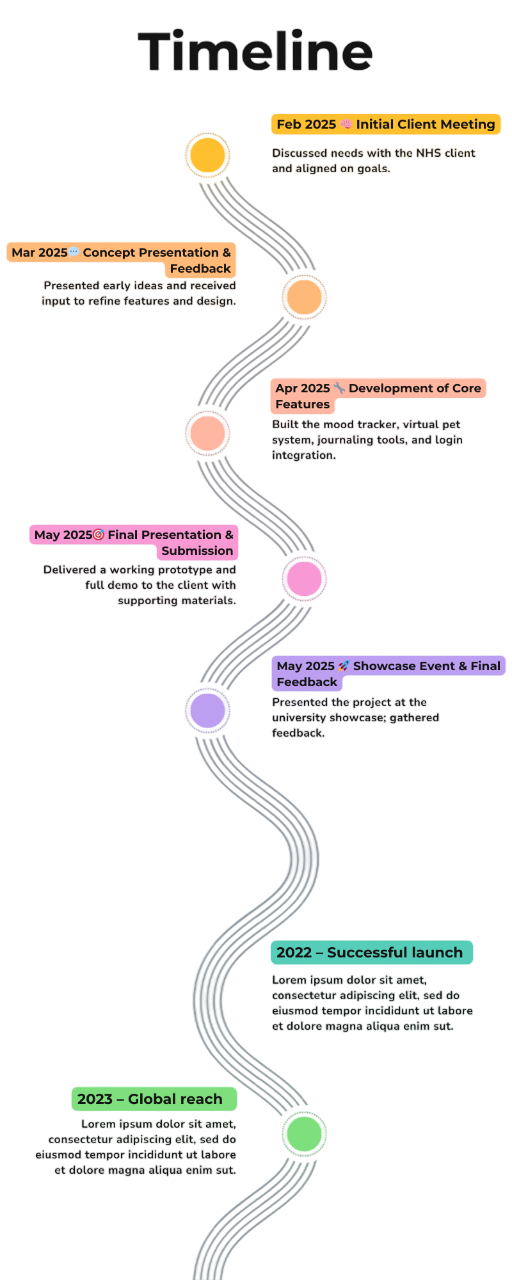 Timeline
Feb 2025 🧠 Initial Client Meeting
Discussed needs with the NHS client
and aligned on goals.
Mar 2025💬 Concept Presentation &
Feedback
Presented early ideas and received
input to refine features and design.
Apr 2025 🔧 Development of Core
Features
Built the mood tracker, virtual pet
system, journaling tools, and login
integration.
May 2025🎯 Final Presentation &
Submission
Delivered a working prototype and
full demo to the client with
supporting materials.
May 2025 🚀 Showcase Event & Final
Feedback
Presented the project at the
university showcase; gathered
feedback.
2022 – Successful launch
Lorem ipsum dolor sit amet,
consectetur adipiscing elit, sed do
eiusmod tempor incididunt ut labore
et dolore magna aliqua enim sut.
2023 – Global reach
Lorem ipsum dolor sit amet,
consectetur adipiscing elit, sed do
eiusmod tempor incididunt ut labore
et dolore magna aliqua enim sut.